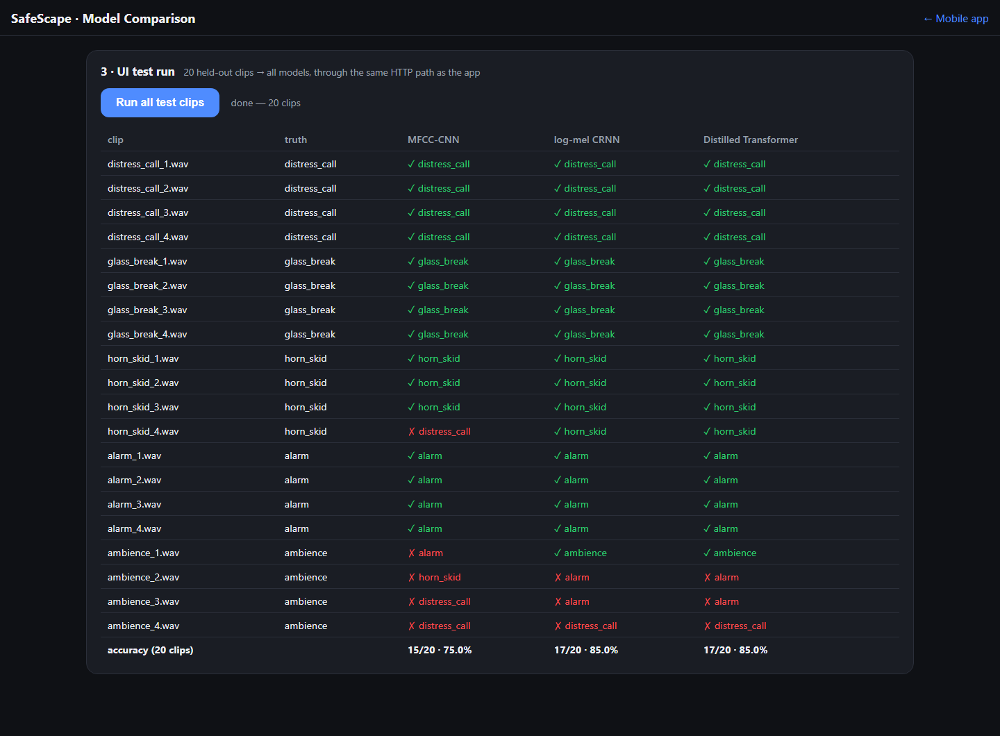 SafeScape · Model Comparison
← Mobile app
3 · UI test run 20 held-out clips → all models, through the same HTTP path as the app
Run all test clips done — 20 clips
clip truth MFCC-CNN log-mel CRNN Distilled Transformer
distress_call_1.wav distress_call ✓ distress_call ✓ distress_call ✓ distress_call
distress_call_2.wav distress_call ✓ distress_call ✓ distress_call ✓ distress_call
distress_call_3.wav distress_call ✓ distress_call ✓ distress_call ✓ distress_call
distress_call_4.wav distress_call ✓ distress_call ✓ distress_call ✓ distress_call
glass_break_1.wav glass_break ✓ glass_break ✓ glass_break ✓ glass_break
glass_break_2.wav glass_break ✓ glass_break ✓ glass_break ✓ glass_break
glass_break_3.wav glass_break ✓ glass_break ✓ glass_break ✓ glass_break
glass_break_4.wav glass_break ✓ glass_break ✓ glass_break ✓ glass_break
horn_skid_1.wav horn_skid ✓ horn_skid ✓ horn_skid ✓ horn_skid
horn_skid_2.wav horn_skid ✓ horn_skid ✓ horn_skid ✓ horn_skid
horn_skid_3.wav horn_skid ✓ horn_skid ✓ horn_skid ✓ horn_skid
horn_skid_4.wav horn_skid ✗ distress_call ✓ horn_skid ✓ horn_skid
alarm_1.wav alarm ✓ alarm ✓ alarm ✓ alarm
alarm_2.wav alarm ✓ alarm ✓ alarm ✓ alarm
alarm_3.wav alarm ✓ alarm ✓ alarm ✓ alarm
alarm_4.wav alarm ✓ alarm ✓ alarm ✓ alarm
ambience_1.wav ambience ✗ alarm ✓ ambience ✓ ambience
ambience_2.wav ambience ✗ horn_skid ✗ alarm ✗ alarm
ambience_3.wav ambience ✗ distress_call ✗ alarm ✗ alarm
ambience_4.wav ambience ✗ distress_call ✗ distress_call ✗ distress_call
accuracy (20 clips) 15/20 · 75.0% 17/20 · 85.0% 17/20 · 85.0%